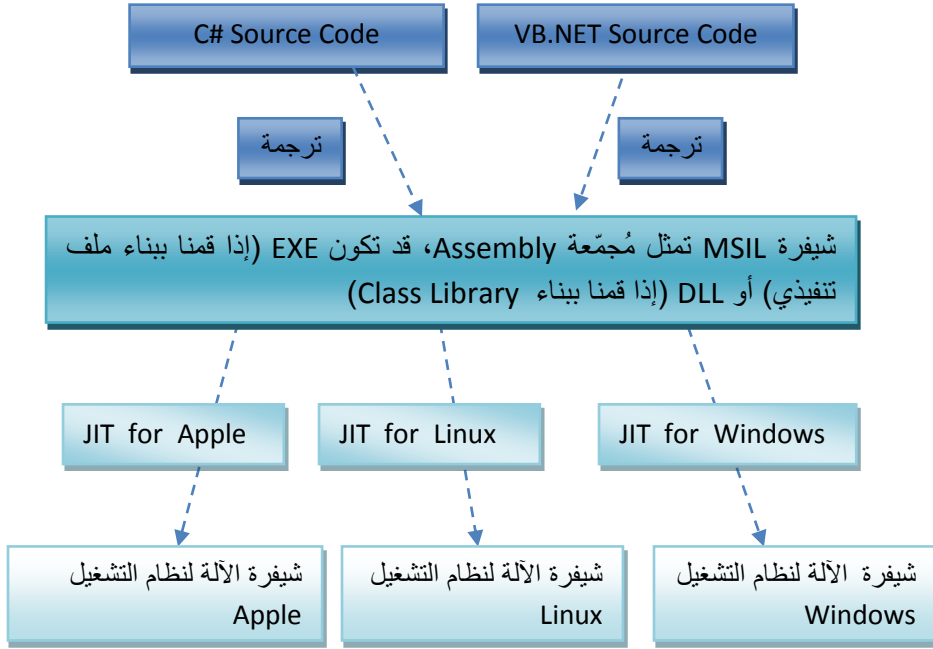 C# Source Code
VB.NET Source Code
ترجمة
ترجمة
شيفرة MSIL تمثل مُجمّعة Assembly، قد تكون EXE (إذا قمنا ببناء ملف
تنفيذي) أو DLL (إذا قمنا ببناء Class Library)
JIT for Apple
JIT for Linux
JIT for Windows
شيفرة الآلة لنظام التشغيل
Apple
شيفرة الآلة لنظام التشغيل
Linux
شيفرة الآلة لنظام التشغيل
Windows